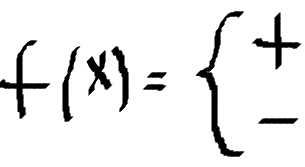 f(x) = {
+
−